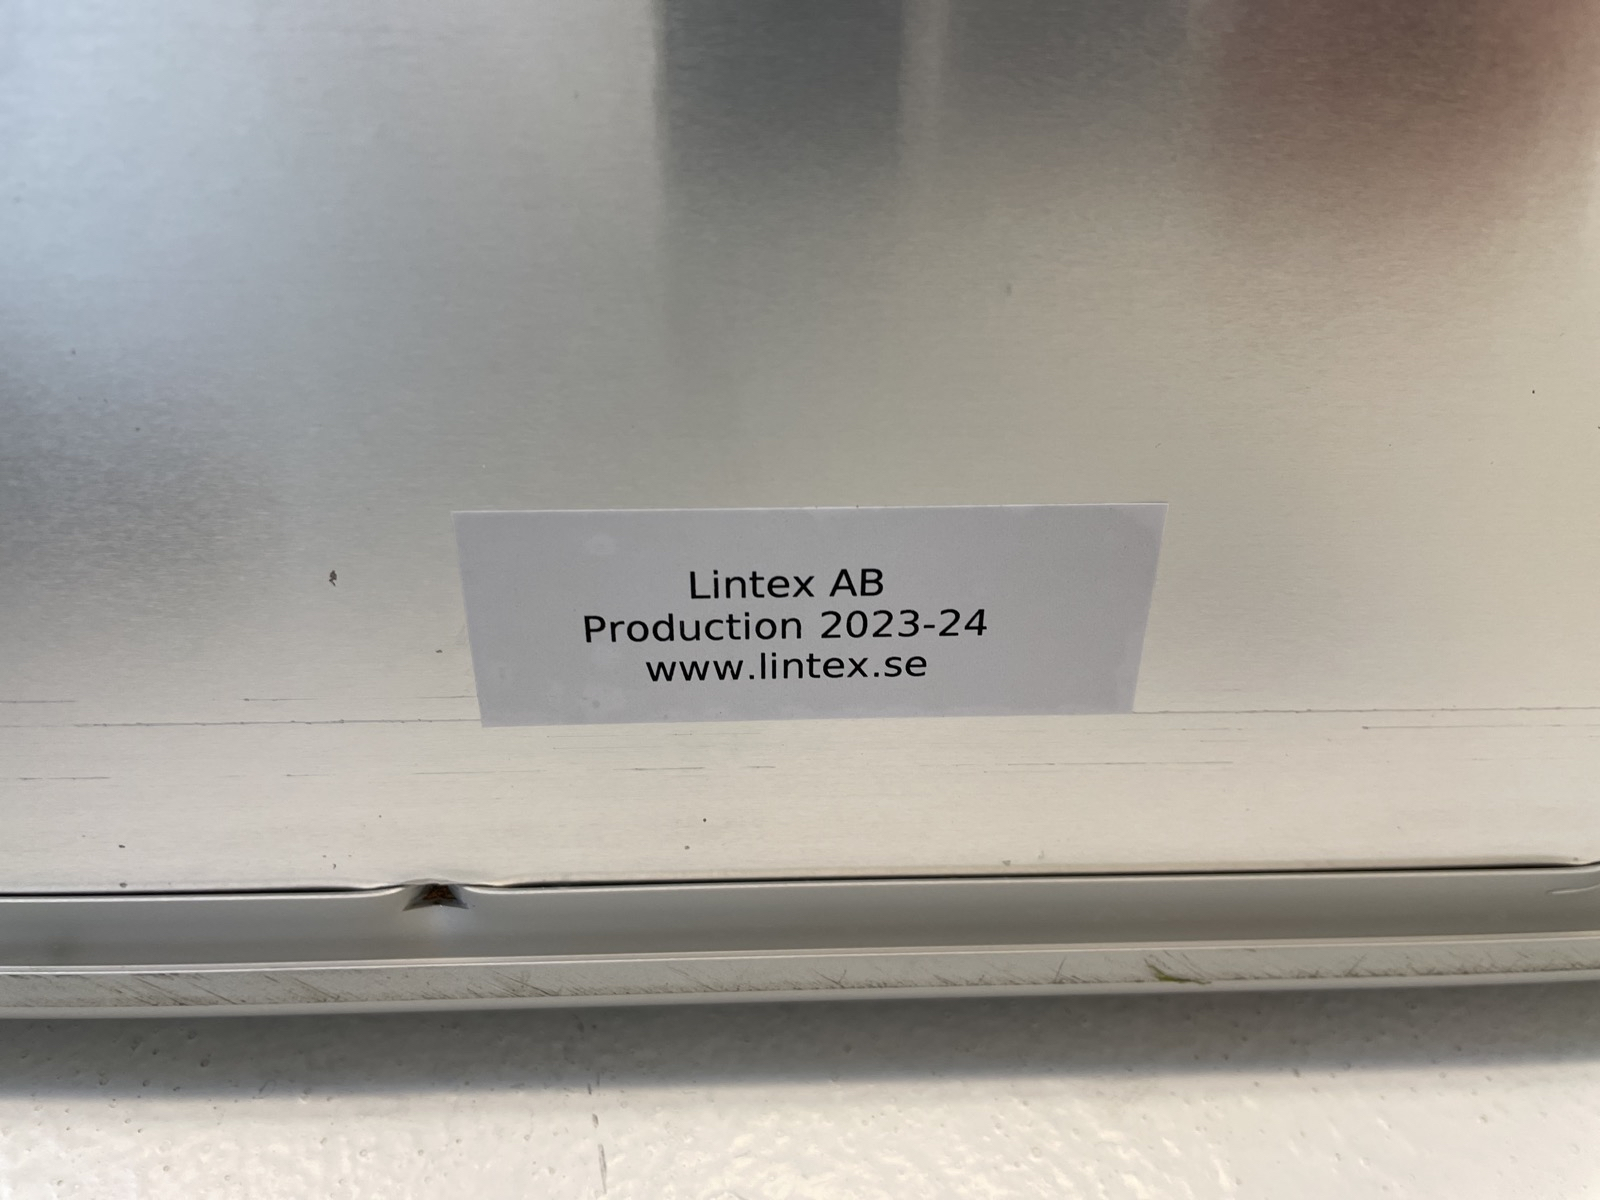 Lintex AB
Production 2023-24
www.lintex.se